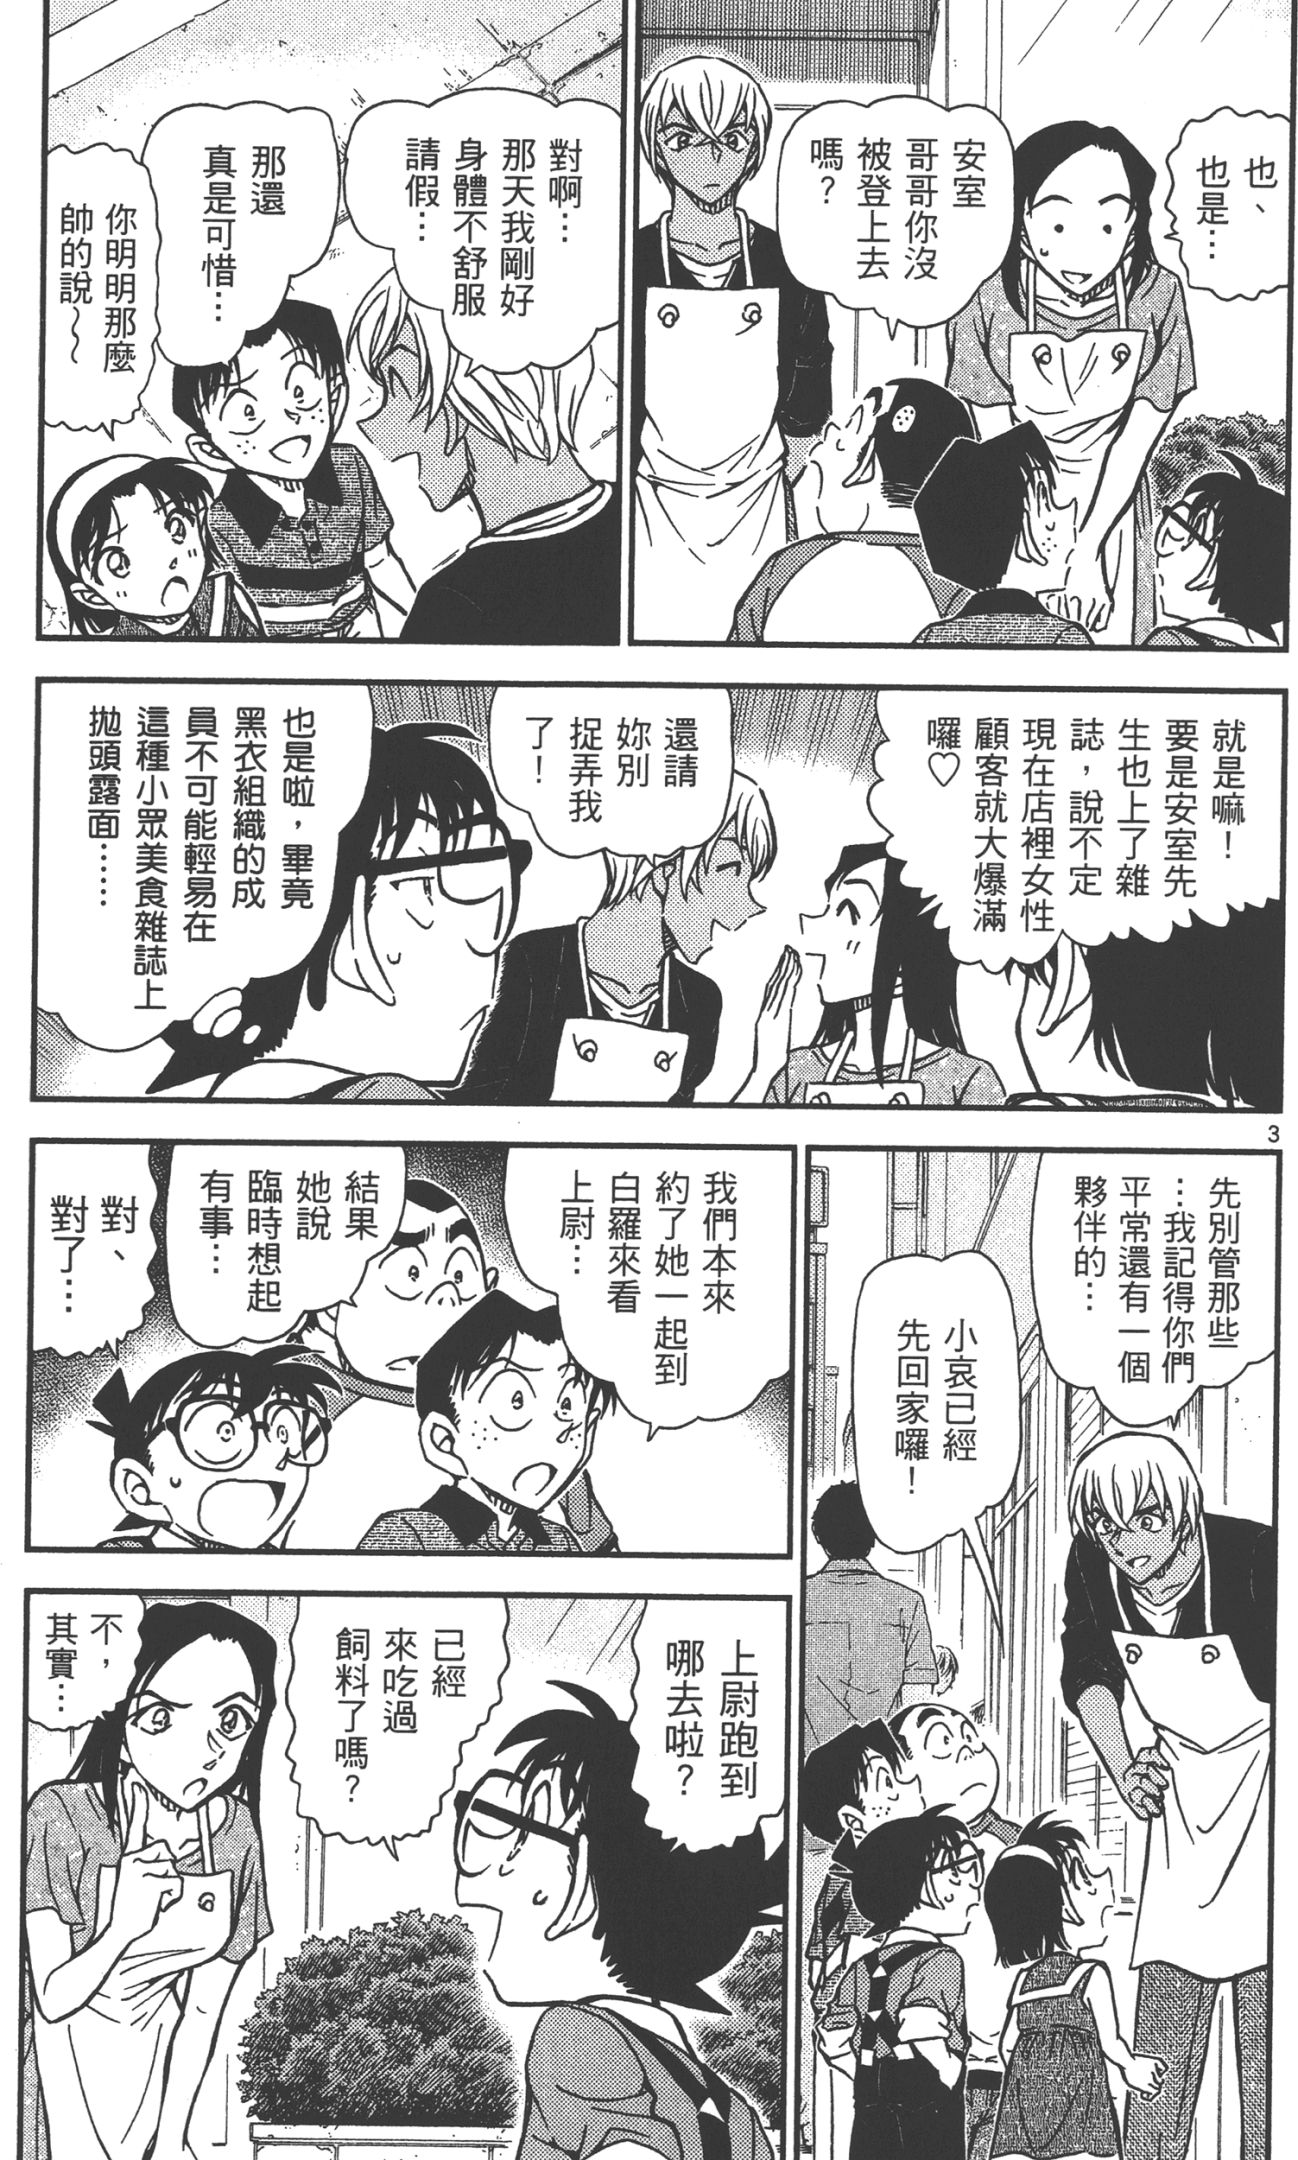 也、
也是…
安室
哥哥你沒
被登上去
嗎？
對啊…
那天我剛好
身體不舒服
請假…
那還
真是可惜…
你明明那麼
帥的說～
就是嘛！
要是安室先
生也上了雜
誌，說不定
現在店裡女性
顧客就大爆滿
囉♡
還請
妳別
捉弄我
了！
也是啦，畢竟
黑衣組織的成
員不可能輕易在
這種小眾美食雜誌上
拋頭露面……
3
先別管那些
…我記得你們
平常還有一個
夥伴的…
小哀已經
先回家囉！
我們本來
約了她一起到
白羅來看
上尉…
結果
她說
臨時想起
有事…
對、
對了…
上尉跑到
哪去啦？
已經
來吃過
飼料了嗎？
不，
其實…